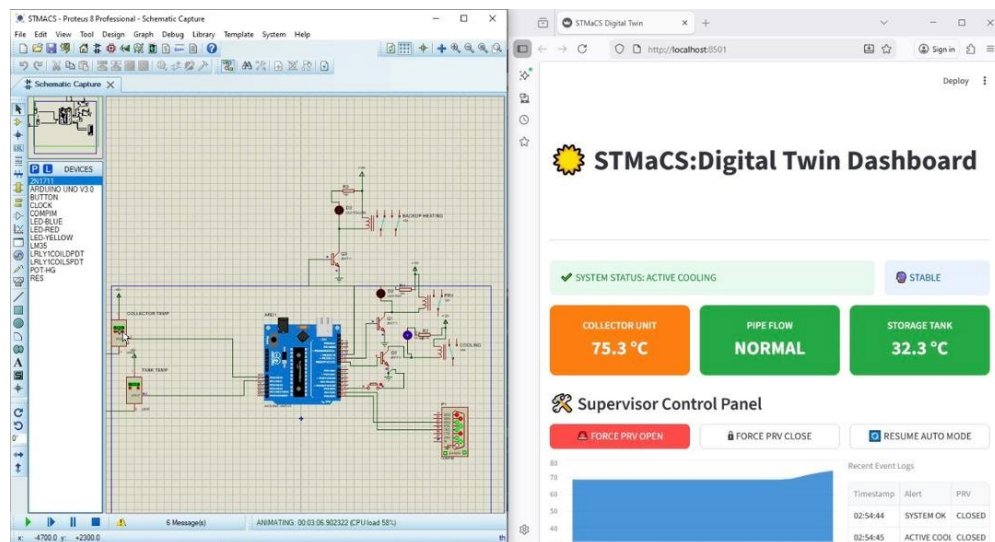 STMACS - Proteus 8 Professional - Schematic Capture
File Edit View Tool Design Graph Debug Library Template System Help
Schematic Capture
P L DEVICES
2N1711
ARDUINO UNO V3.0
BUTTON
CLOCK
COMPIM
LED-BLUE
LED-RED
LED-YELLOW
LM35
LRLY1COILDPDT
LRLY1COILSPDT
POT-HG
RES
BACKUP HEATING
COLLECTOR TEMP
TANK TEMP
ARD1
PRV
COOLING
6 Message(s)
ANIMATING: 00:03:06.902322 (CPU load 58%)
x: -4700.0 y: +2300.0 th
STMaCS Digital Twin
http://localhost:8501
Sign in
Deploy
STMaCS:Digital Twin Dashboard
SYSTEM STATUS: ACTIVE COOLING
STABLE
COLLECTOR UNIT
75.3 °C
PIPE FLOW
NORMAL
STORAGE TANK
32.3 °C
Supervisor Control Panel
FORCE PRV OPEN
FORCE PRV CLOSE
RESUME AUTO MODE
80
70
60
50
40
Recent Event Logs
Timestamp Alert PRV
02:54:44 SYSTEM OK CLOSED
02:54:45 ACTIVE COOL CLOSED